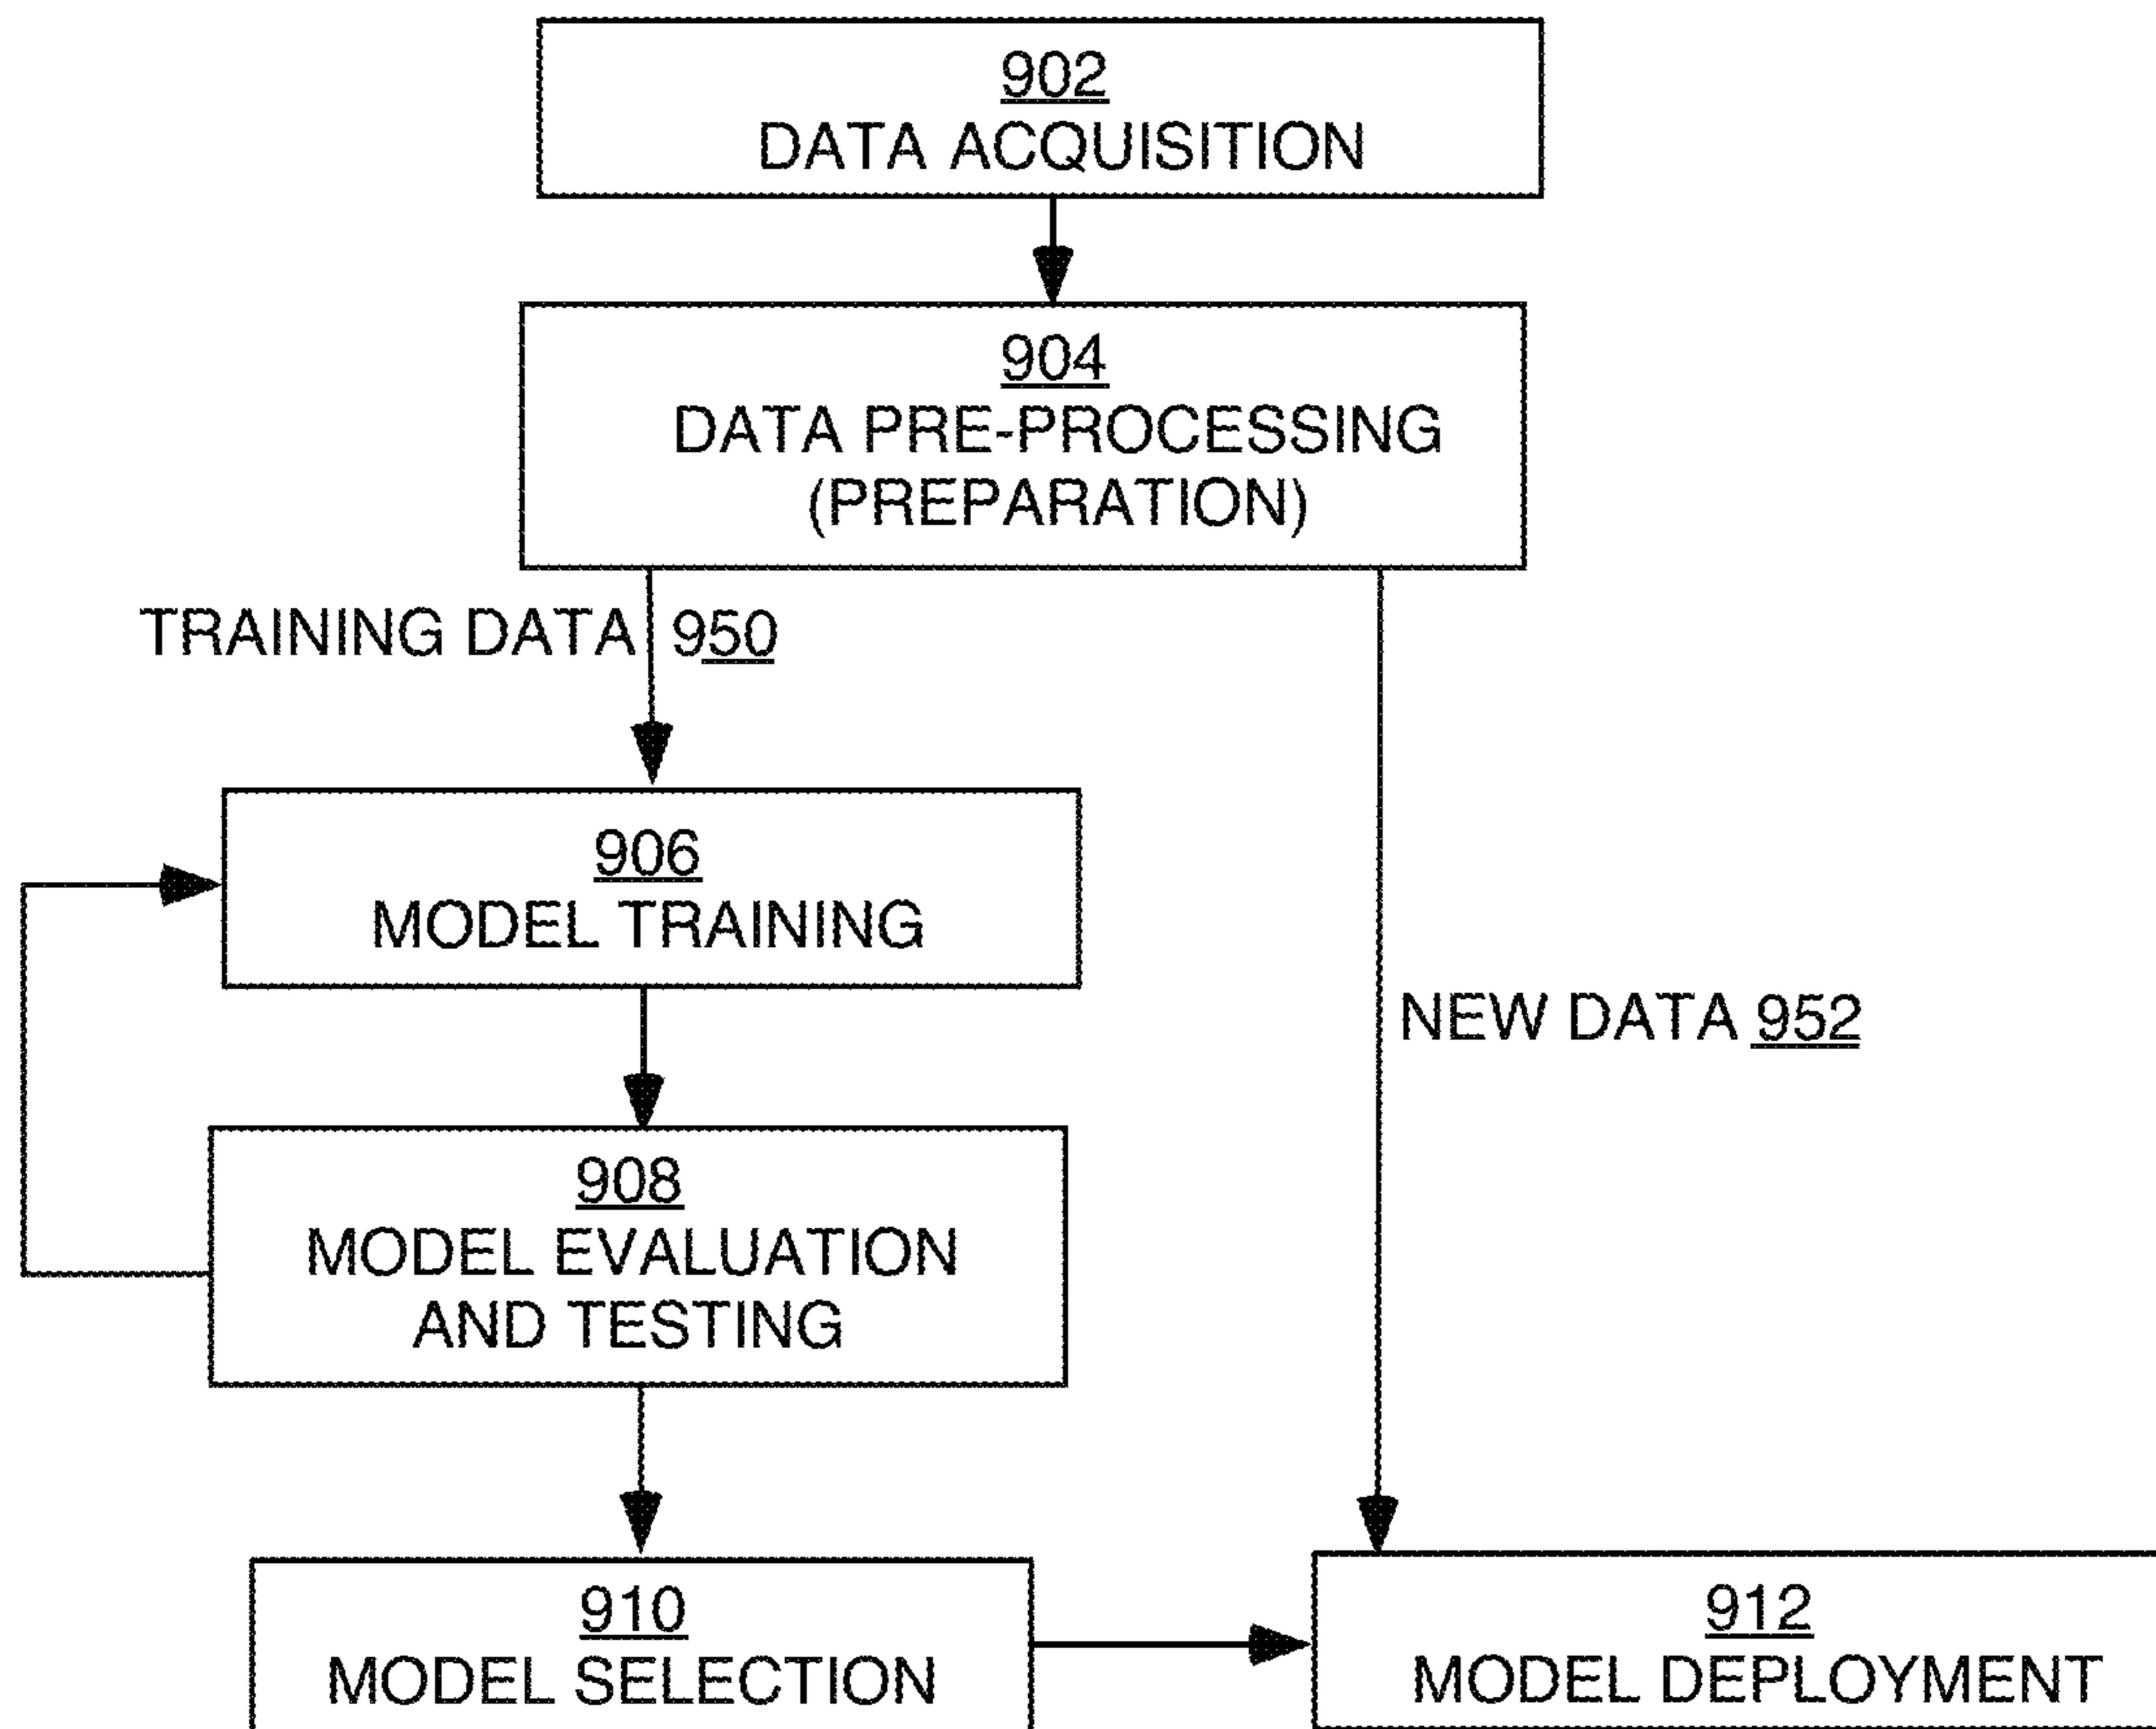 902
DATA ACQUISITION
904
DATA PRE-PROCESSING
(PREPARATION)
TRAINING DATA 950
906
MODEL TRAINING
NEW DATA 952
908
MODEL EVALUATION
AND TESTING
910
MODEL SELECTION
912
MODEL DEPLOYMENT